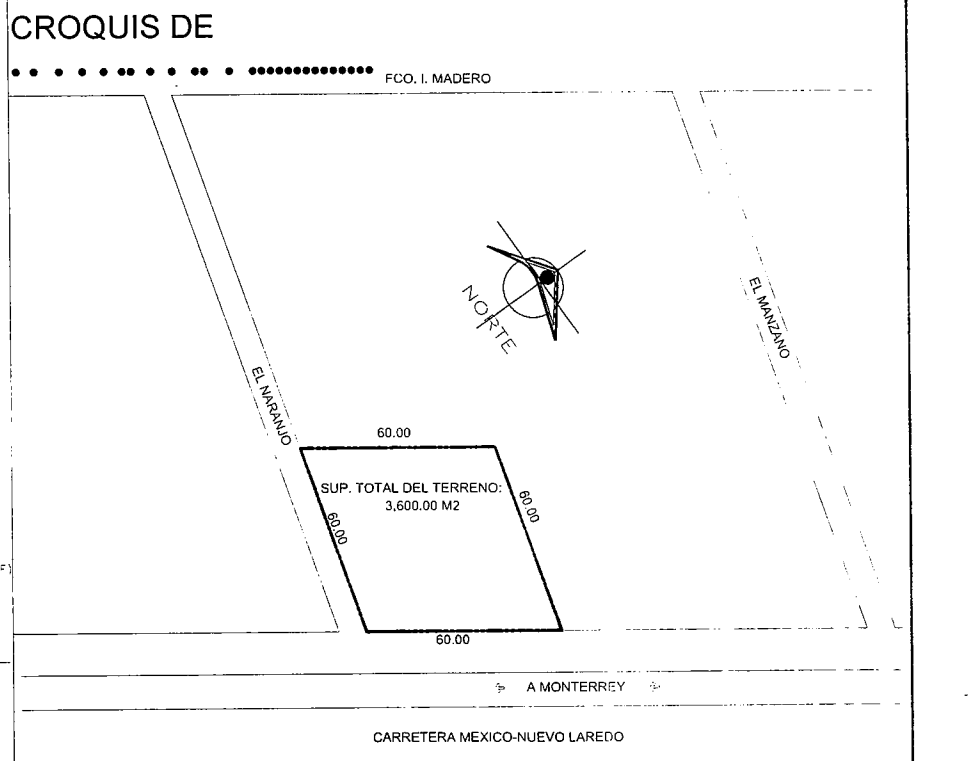 CROQUIS DE
FCO. I. MADERO
NORTE
EL MANZANO
EL NARANJO
60.00
SUP. TOTAL DEL TERRENO:
3,600.00 M2
60.00
60.00
60.00
A MONTERREY
CARRETERA MEXICO-NUEVO LAREDO